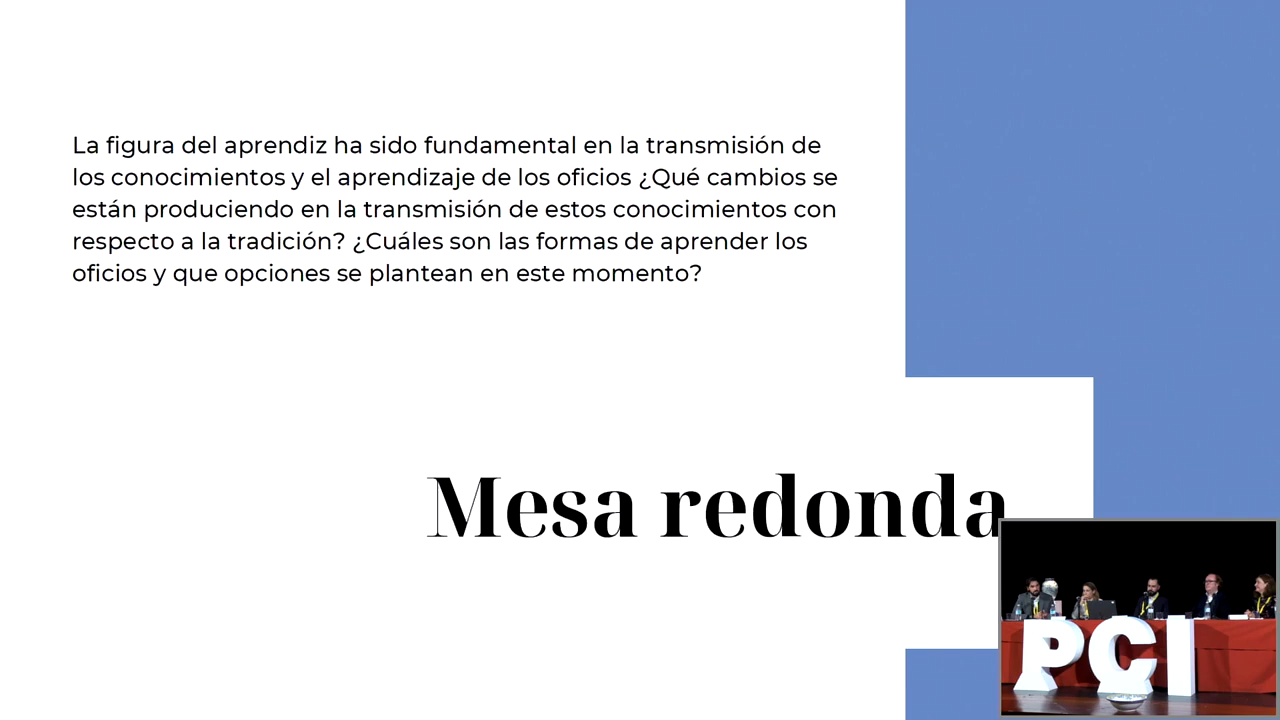 La figura del aprendiz ha sido fundamental en la transmisión de
los conocimientos y el aprendizaje de los oficios ¿Qué cambios se
están produciendo en la transmisión de estos conocimientos con
respecto a la tradición? ¿Cuáles son las formas de aprender los
oficios y que opciones se plantean en este momento?
Mesa redonda
PCI